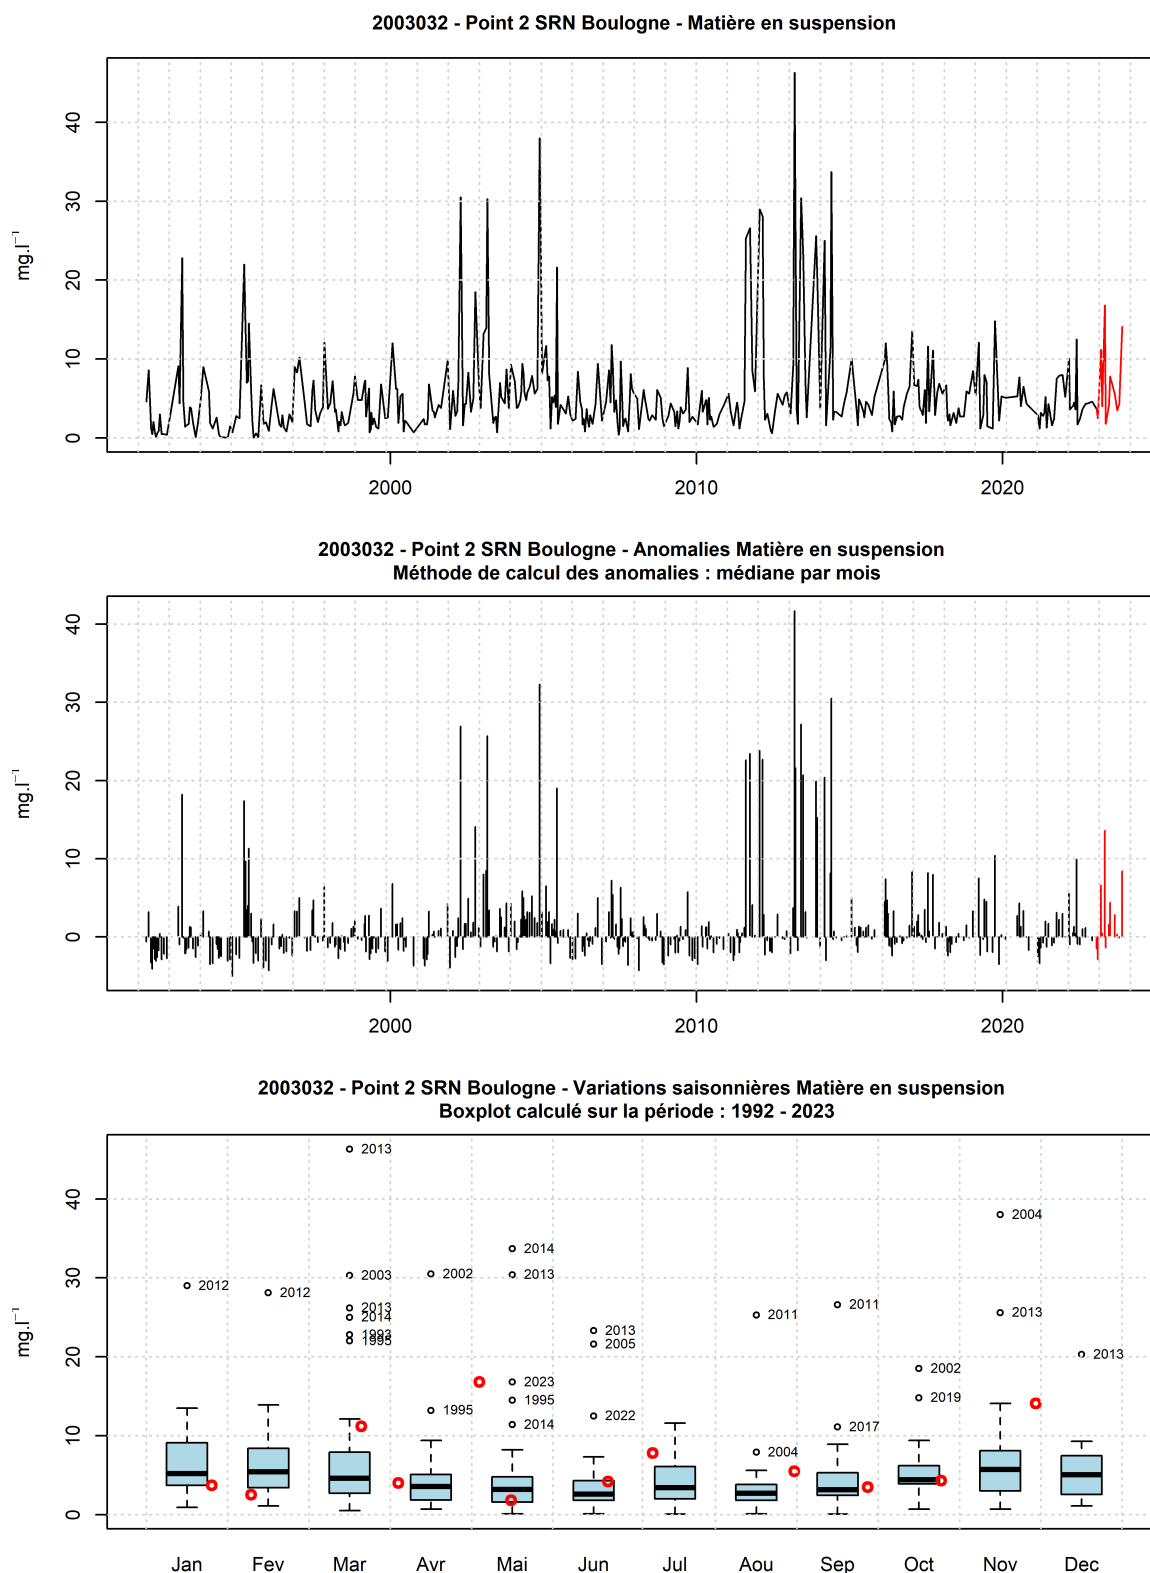 2003032 - Point 2 SRN Boulogne - Matière en suspension
40
30
20
10
0
mg.l⁻¹
2000
2010
2020
2003032 - Point 2 SRN Boulogne - Anomalies Matière en suspension
Méthode de calcul des anomalies : médiane par mois
40
30
20
10
0
mg.l⁻¹
2000
2010
2020
2003032 - Point 2 SRN Boulogne - Variations saisonnières Matière en suspension
Boxplot calculé sur la période : 1992 - 2023
40
30
20
10
0
mg.l⁻¹
2013
2004
2014
2012
2012
2003
2002
2013
2013
2014
1993
1995
2011
2011
2013
2013
2005
2013
2023
1995
2014
1995
2022
2004
2017
2002
2019
Jan
Fev
Mar
Avr
Mai
Jun
Jul
Aou
Sep
Oct
Nov
Dec